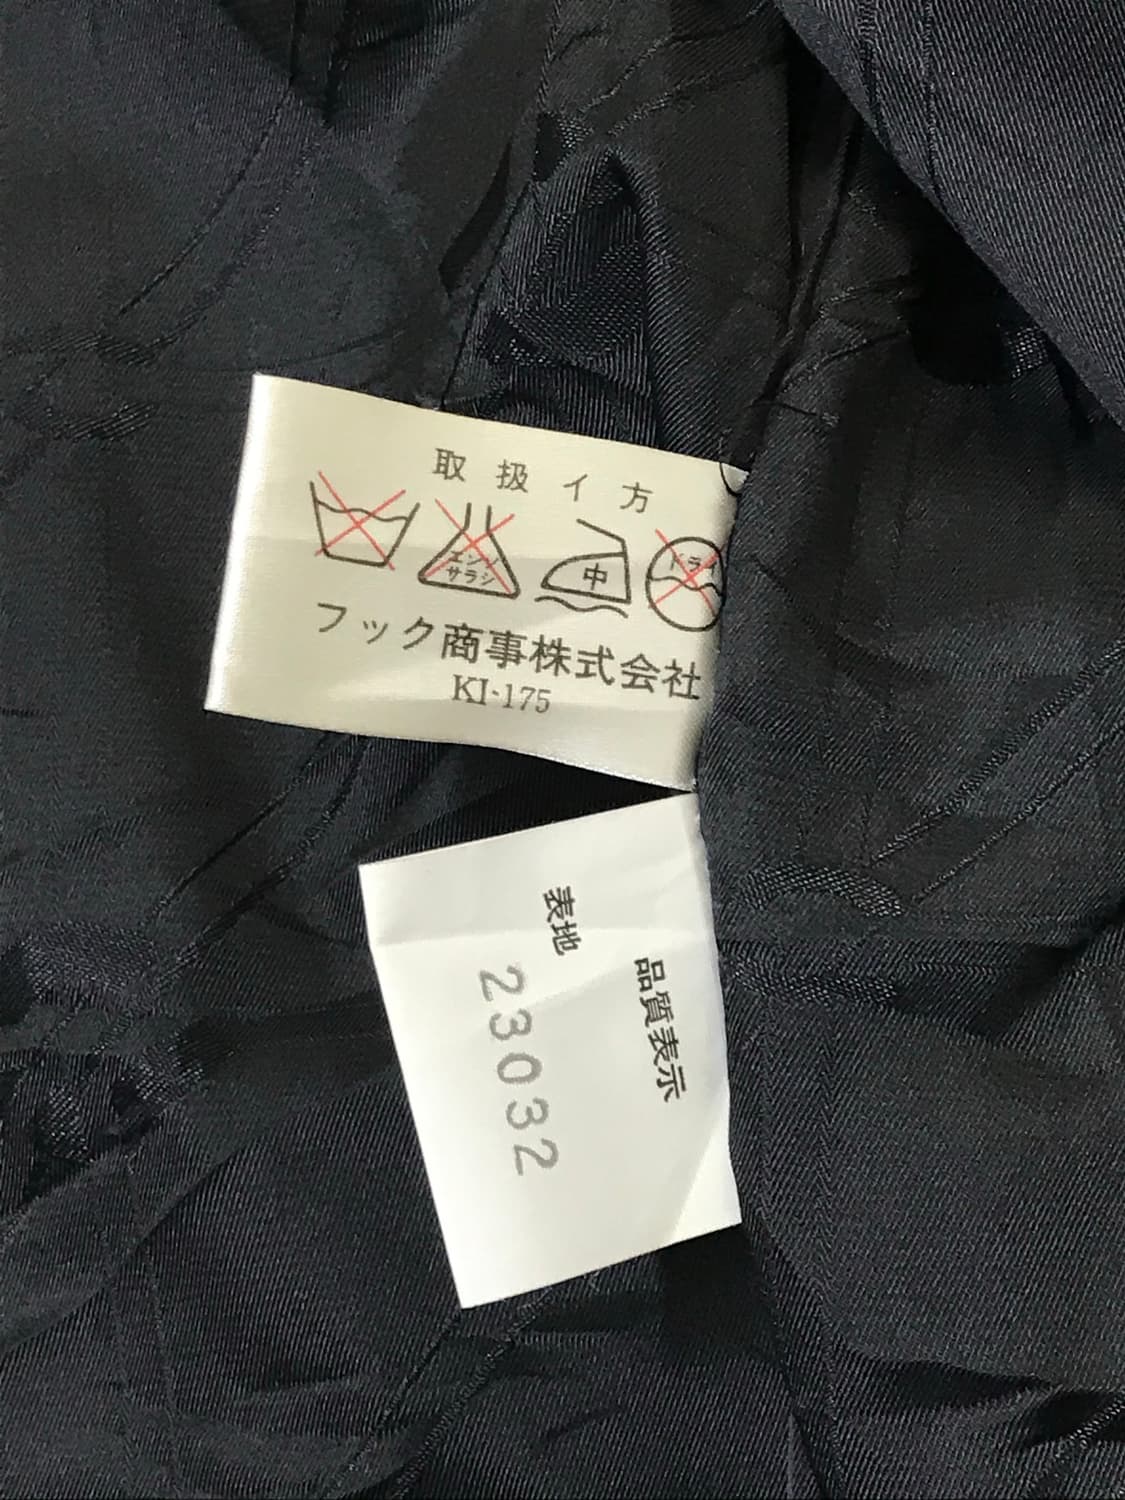 取扱イ方
エンソ
サラシ
中
ドライ
フック商事株式会社
KI-175
品質表示
表地
23032